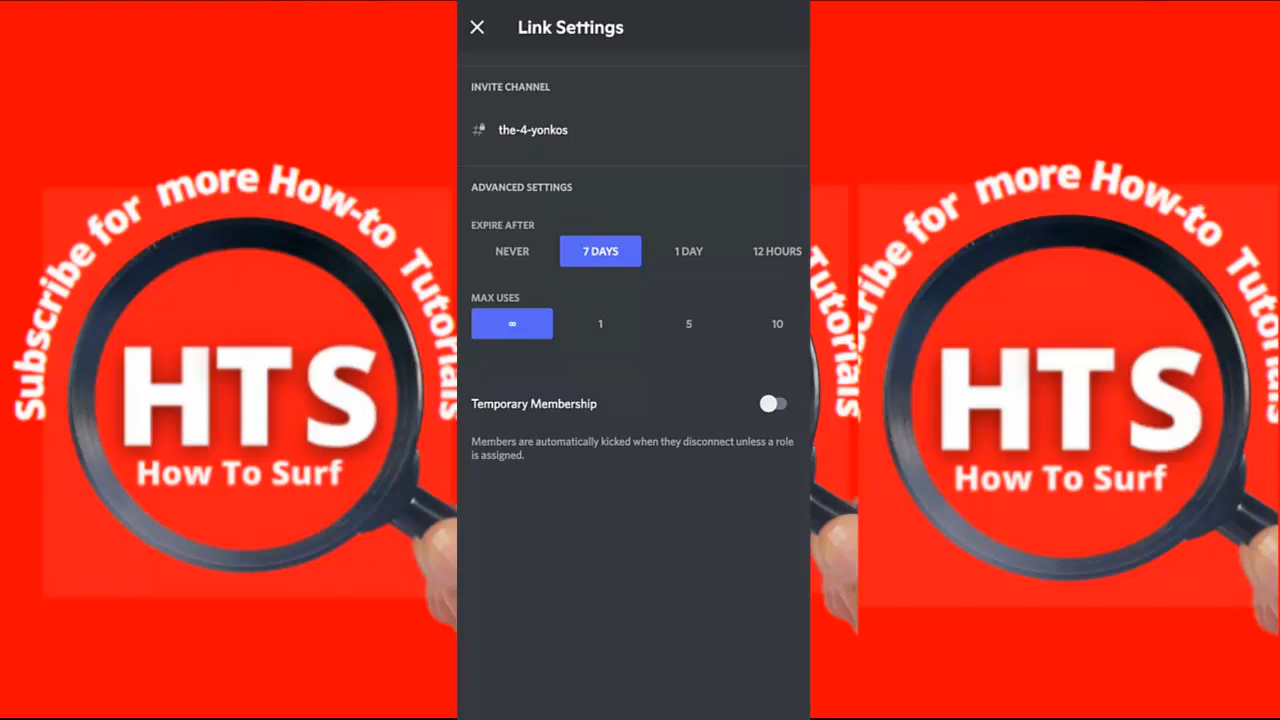 Link Settings
INVITE CHANNEL
the-4-yonkos
ADVANCED SETTINGS
EXPIRE AFTER
NEVER 7 DAYS 1 DAY 12 HOURS
MAX USES
∞ 1 5 10
Temporary Membership
Members are automatically kicked when they disconnect unless a role
is assigned.
Subscribe for more How-to Tutorials
HTS
How To Surf
Tutorials
Subscribe for more How-to Tutorials
HTS
How To Surf